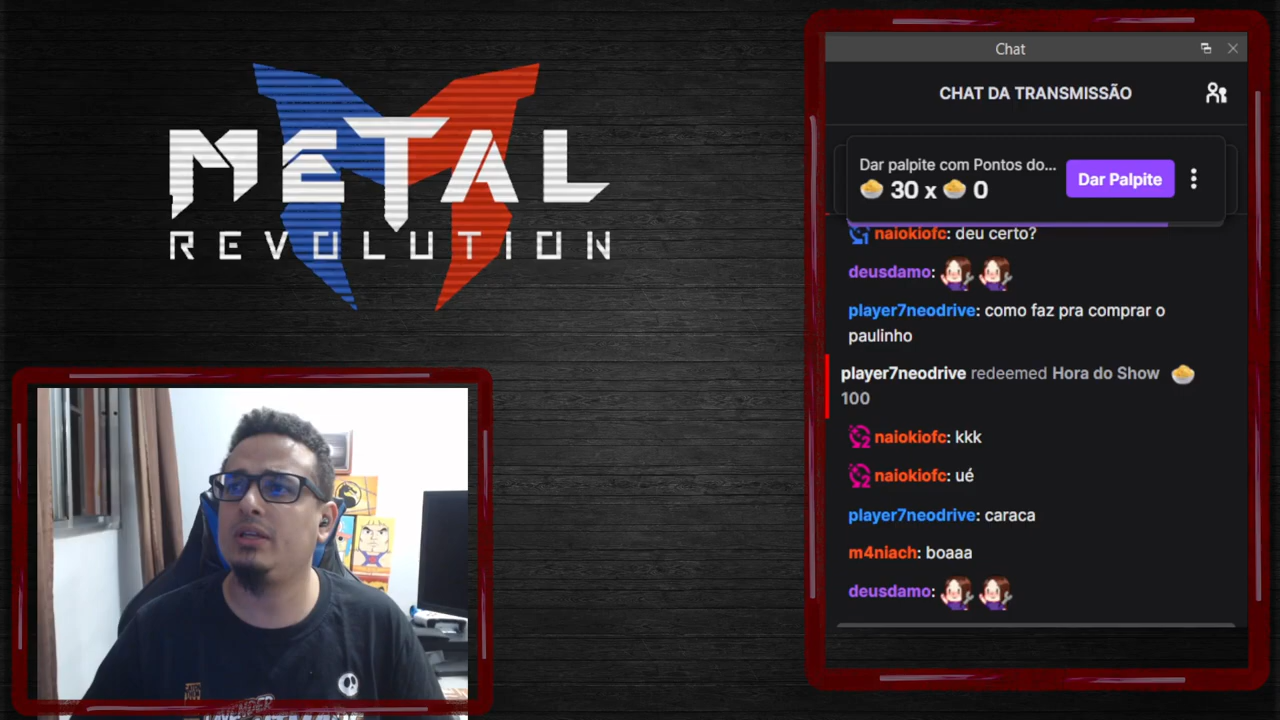 METAL
REVOLUTION
Chat
CHAT DA TRANSMISSÃO
Dar palpite com Pontos do...
30 x 0
Dar Palpite
naiokiofc: deu certo?
deusdamo:
player7neodrive: como faz pra comprar o
paulinho
player7neodrive redeemed Hora do Show
100
naiokiofc: kkk
naiokiofc: ué
player7neodrive: caraca
m4niach: boaaa
deusdamo:
LAVENDER